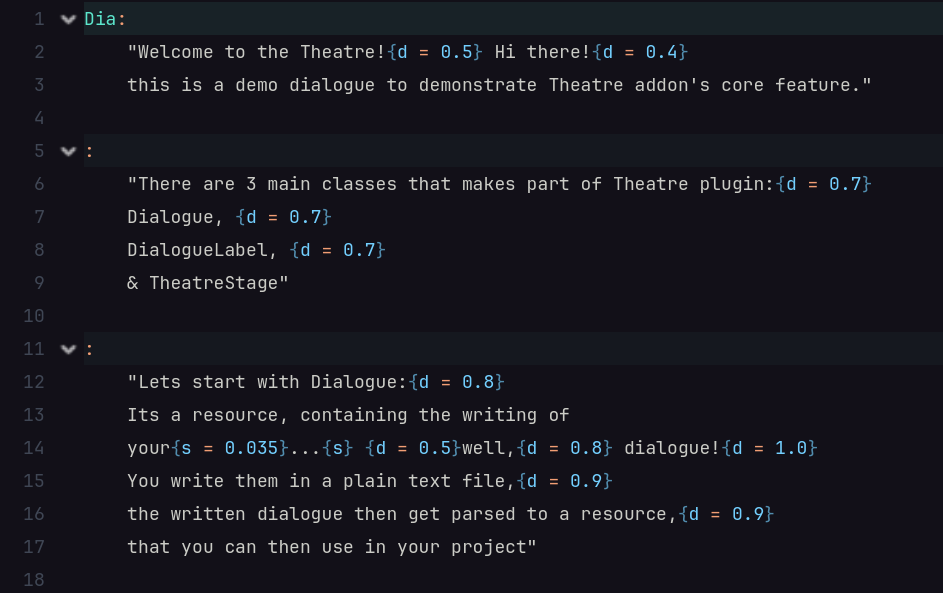 1 Dia:
2 "Welcome to the Theatre!{d = 0.5} Hi there!{d = 0.4}
3 this is a demo dialogue to demonstrate Theatre addon's core feature."
4
5 :
6 "There are 3 main classes that makes part of Theatre plugin:{d = 0.7}
7 Dialogue, {d = 0.7}
8 DialogueLabel, {d = 0.7}
9 & TheatreStage"
10
11 :
12 "Lets start with Dialogue:{d = 0.8}
13 Its a resource, containing the writing of
14 your{s = 0.035}...{s} {d = 0.5}well,{d = 0.8} dialogue!{d = 1.0}
15 You write them in a plain text file,{d = 0.9}
16 the written dialogue then get parsed to a resource,{d = 0.9}
17 that you can then use in your project"
18